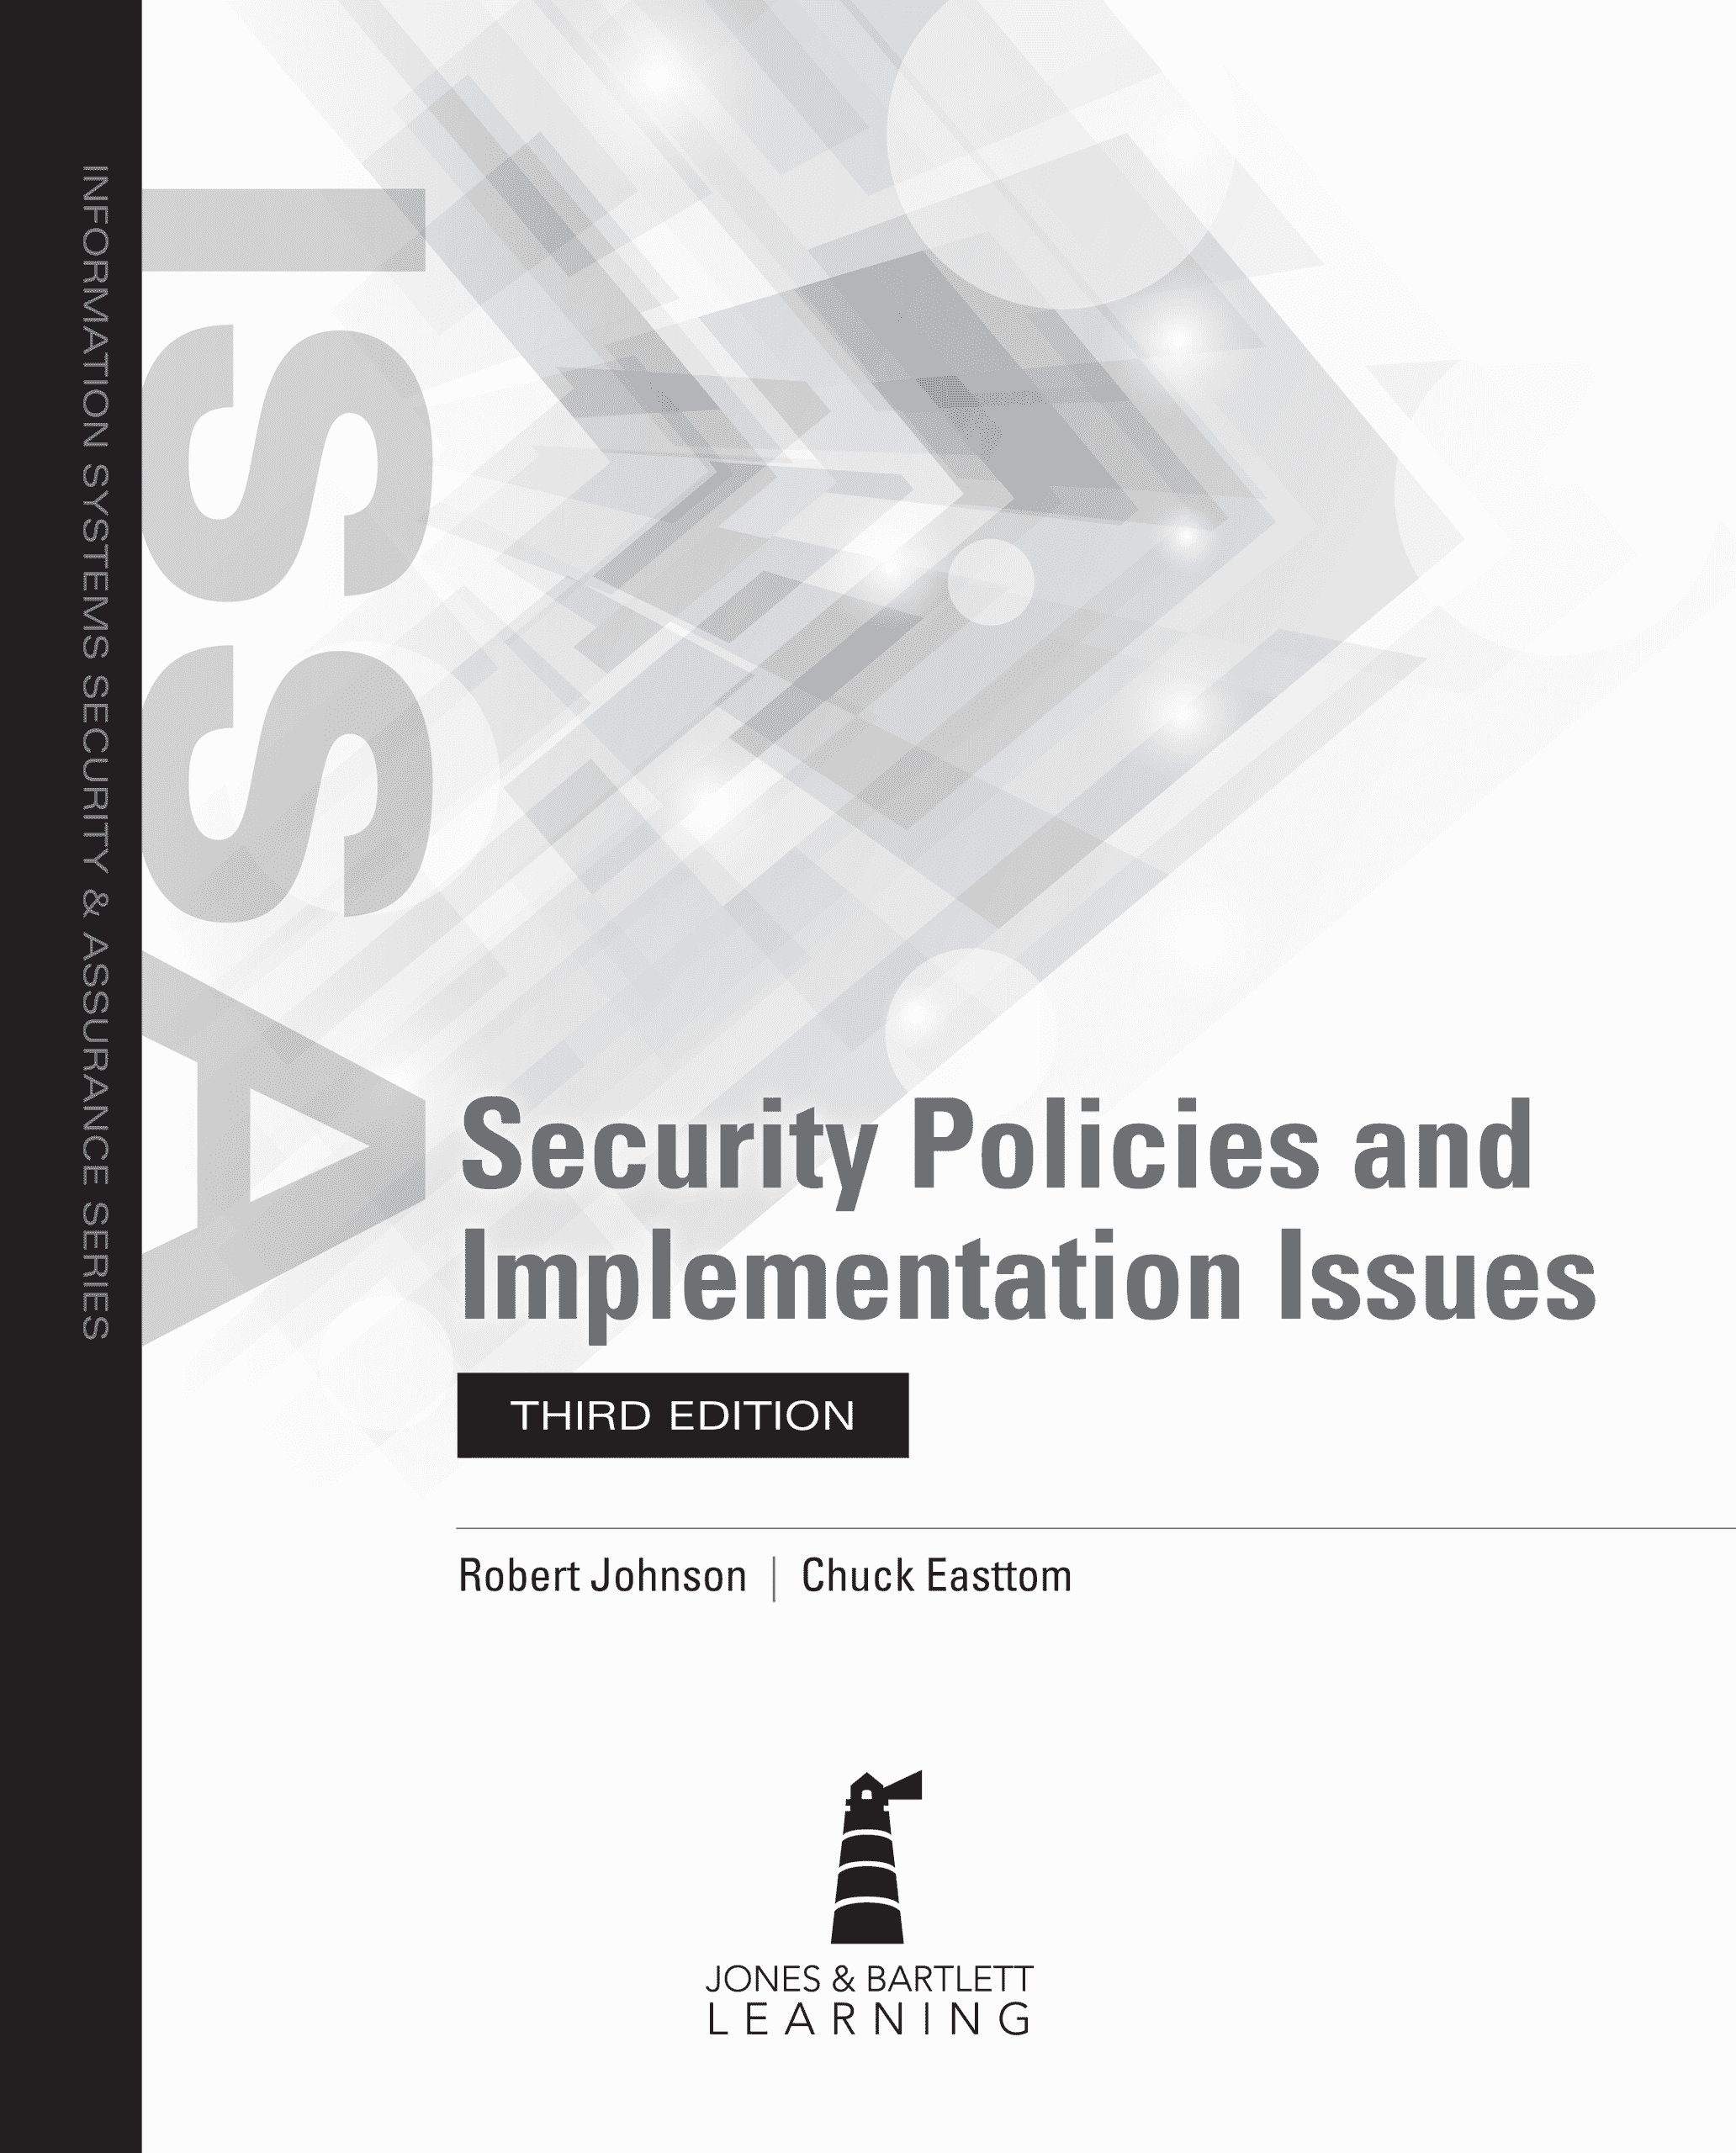 INFORMATION SYSTEMS SECURITY & ASSURANCE SERIES
ISSA
Security Policies and
Implementation Issues
THIRD EDITION
Robert Johnson | Chuck Easttom
JONES & BARTLETT
LEARNING